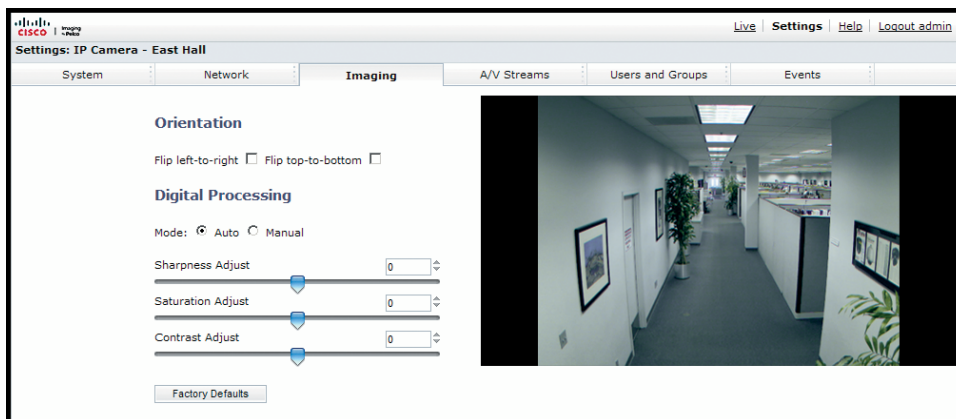 CISCO | Imaging by Pelco
Live | Settings | Help | Logout admin
Settings: IP Camera - East Hall
System Network Imaging A/V Streams Users and Groups Events
Orientation
Flip left-to-right Flip top-to-bottom
Digital Processing
Mode: Auto Manual
Sharpness Adjust 0
Saturation Adjust 0
Contrast Adjust 0
Factory Defaults